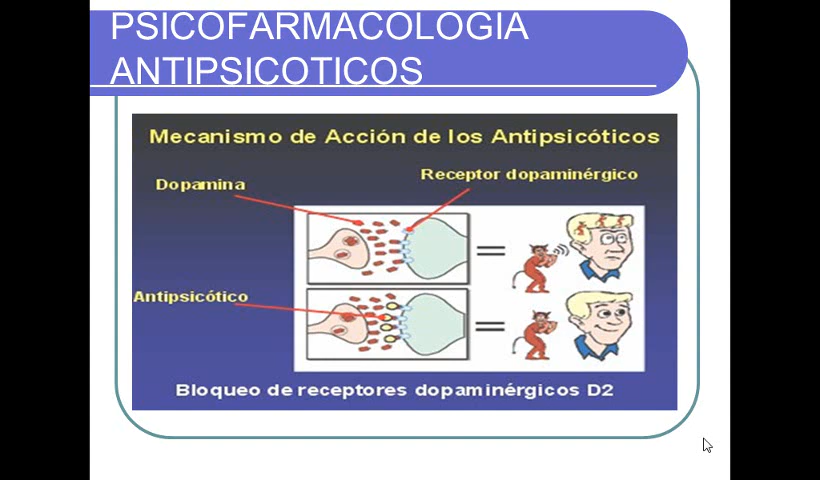 PSICOFARMACOLOGIA
ANTIPSICOTICOS
Mecanismo de Acción de los Antipsicóticos
Dopamina
Receptor dopaminérgico
Antipsicótico
Bloqueo de receptores dopaminérgicos D2